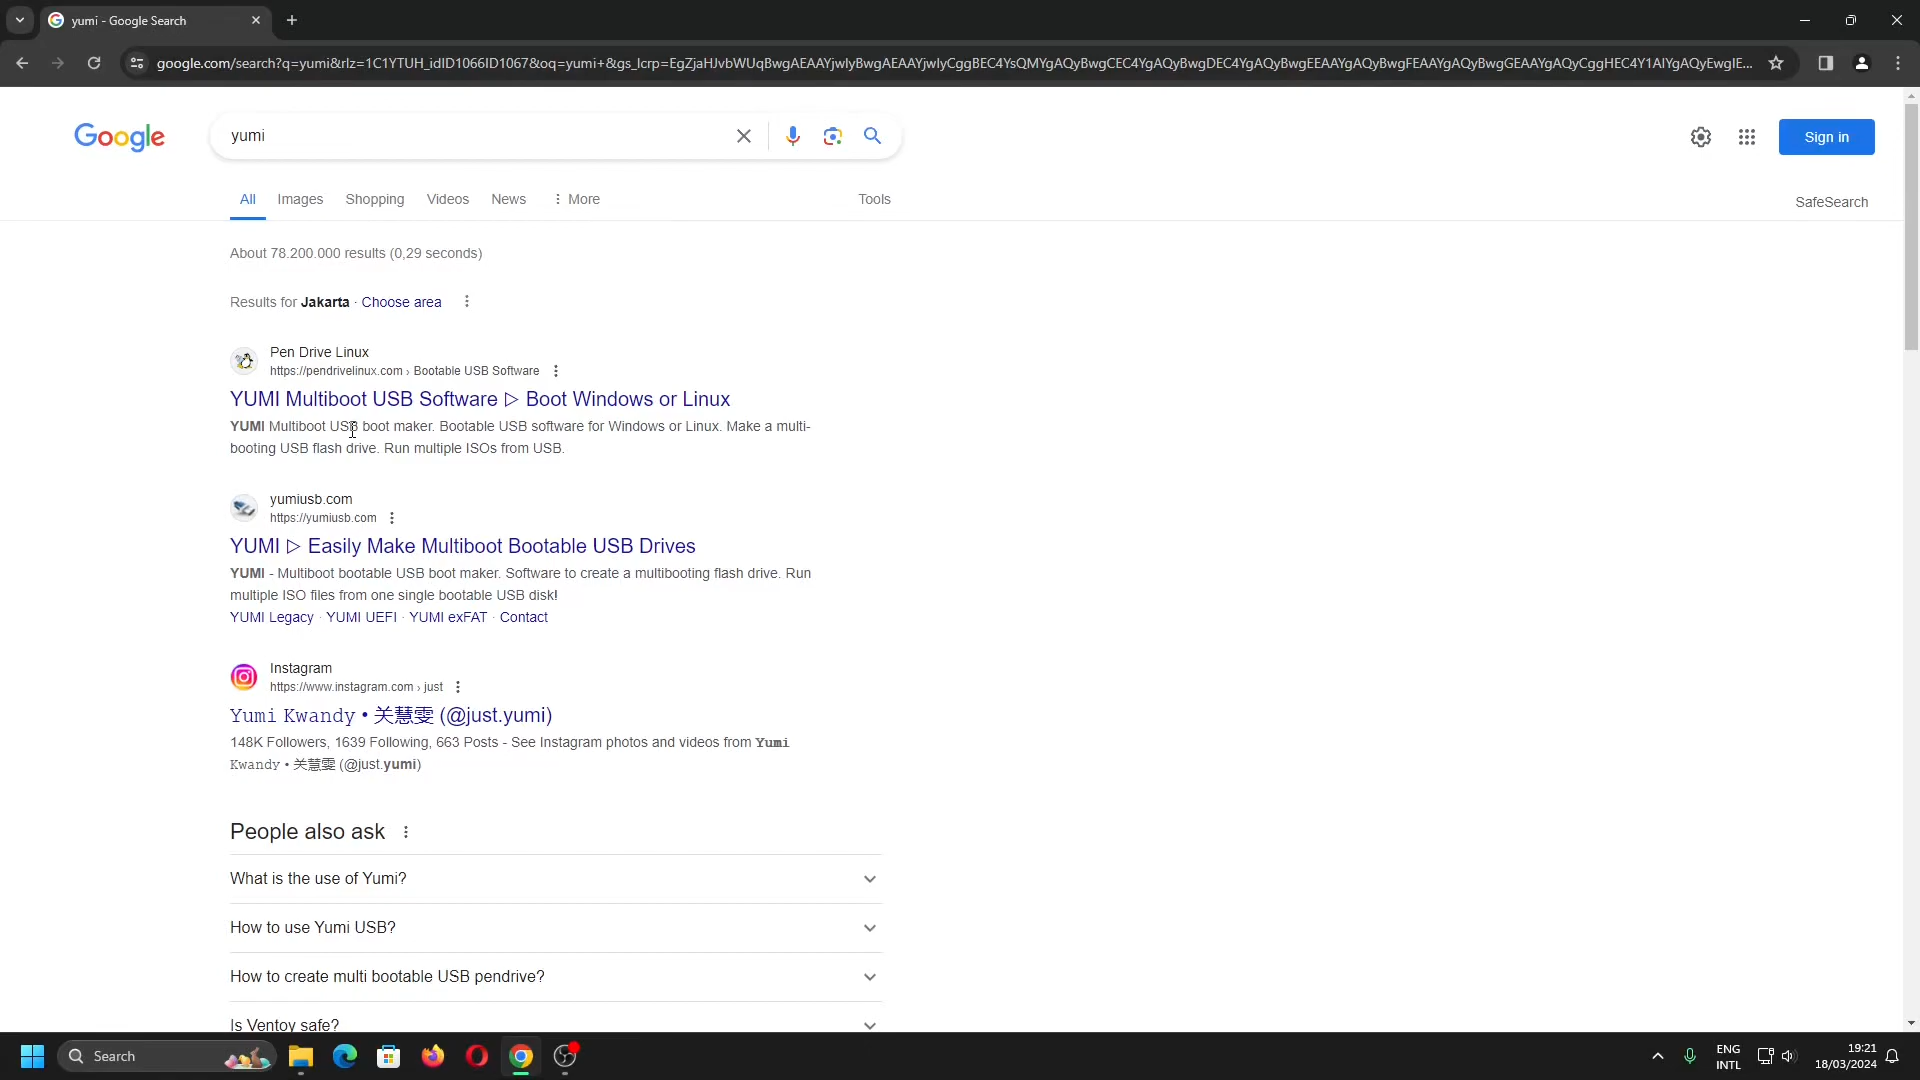 yumi - Google Search
google.com/search?q=yumi&rlz=1C1YTUH_idID1066ID1067&oq=yumi+&gs_lcrp=EgZjaHJvbWUqBwgAEAAYjwIyBwgAEAAYjwIyCggBEC4YsQMYgAQyBwgCEC4YgAQyBwgDEC4YgAQyBwgEEAAYgAQyBwgFEAAYgAQyBwgGEAAYgAQyCggHEC4Y1AIYgAQyEwgIE...
Google
yumi
Sign in
All Images Shopping Videos News More Tools
SafeSearch
About 78.200.000 results (0,29 seconds)
Results for Jakarta · Choose area
Pen Drive Linux
https://pendrivelinux.com › Bootable USB Software
YUMI Multiboot USB Software ▷ Boot Windows or Linux
YUMI Multiboot USB boot maker. Bootable USB software for Windows or Linux. Make a multi-
booting USB flash drive. Run multiple ISOs from USB.
yumiusb.com
https://yumiusb.com
YUMI ▷ Easily Make Multiboot Bootable USB Drives
YUMI - Multiboot bootable USB boot maker. Software to create a multibooting flash drive. Run
multiple ISO files from one single bootable USB disk!
YUMI Legacy · YUMI UEFI · YUMI exFAT · Contact
Instagram
https://www.instagram.com › just
Yumi Kwandy • 关慧雯 (@just.yumi)
148K Followers, 1639 Following, 663 Posts - See Instagram photos and videos from Yumi
Kwandy • 关慧雯 (@just.yumi)
People also ask
What is the use of Yumi?
How to use Yumi USB?
How to create multi bootable USB pendrive?
Is Ventoy safe?
Search
ENG
INTL
19:21
18/03/2024